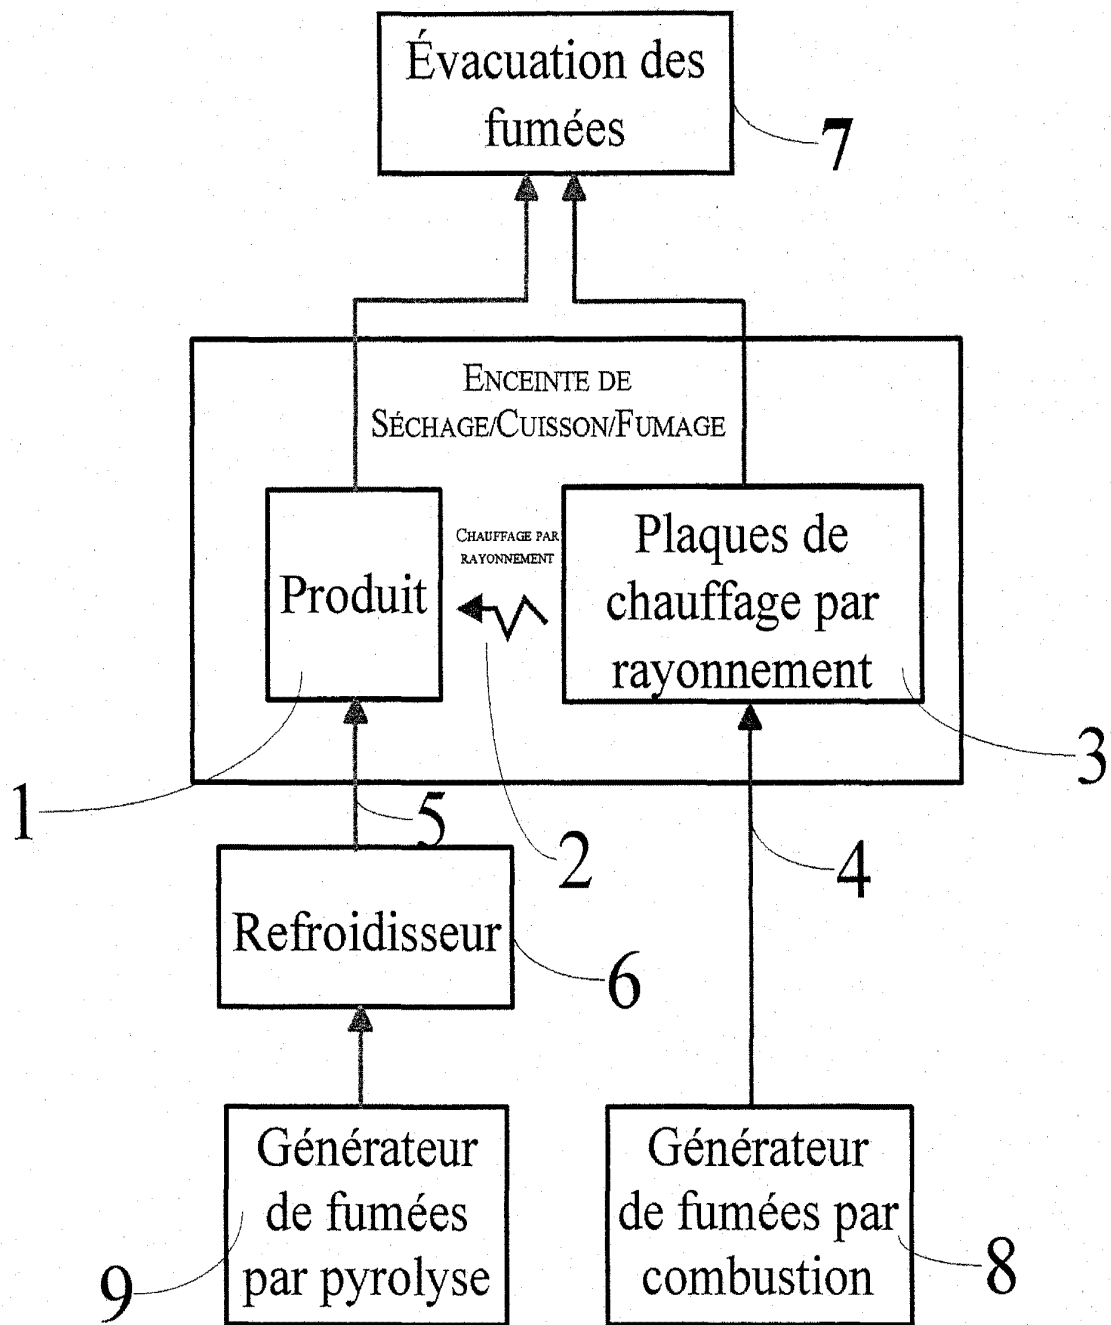 Évacuation des
fumées
7
ENCEINTE DE
SÉCHAGE/CUISSON/FUMAGE
Produit
CHAUFFAGE PAR
RAYONNEMENT
Plaques de
chauffage par
rayonnement
1
5
2
4
3
Refroidisseur
6
Générateur
de fumées
par pyrolyse
9
Générateur
de fumées par
combustion
8